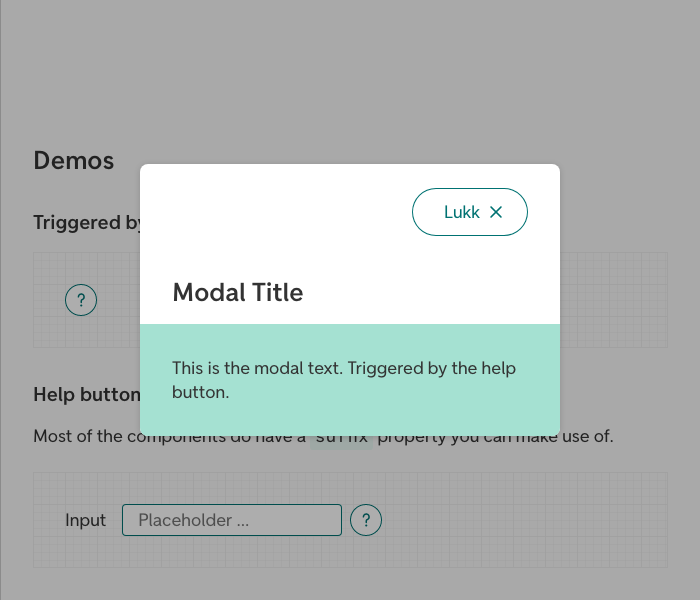 Demos
Triggered by
?
Lukk
Modal Title
This is the modal text. Triggered by the help
button.
Help button
Most of the components do have a suffix property you can make use of.
Input Placeholder ... ?